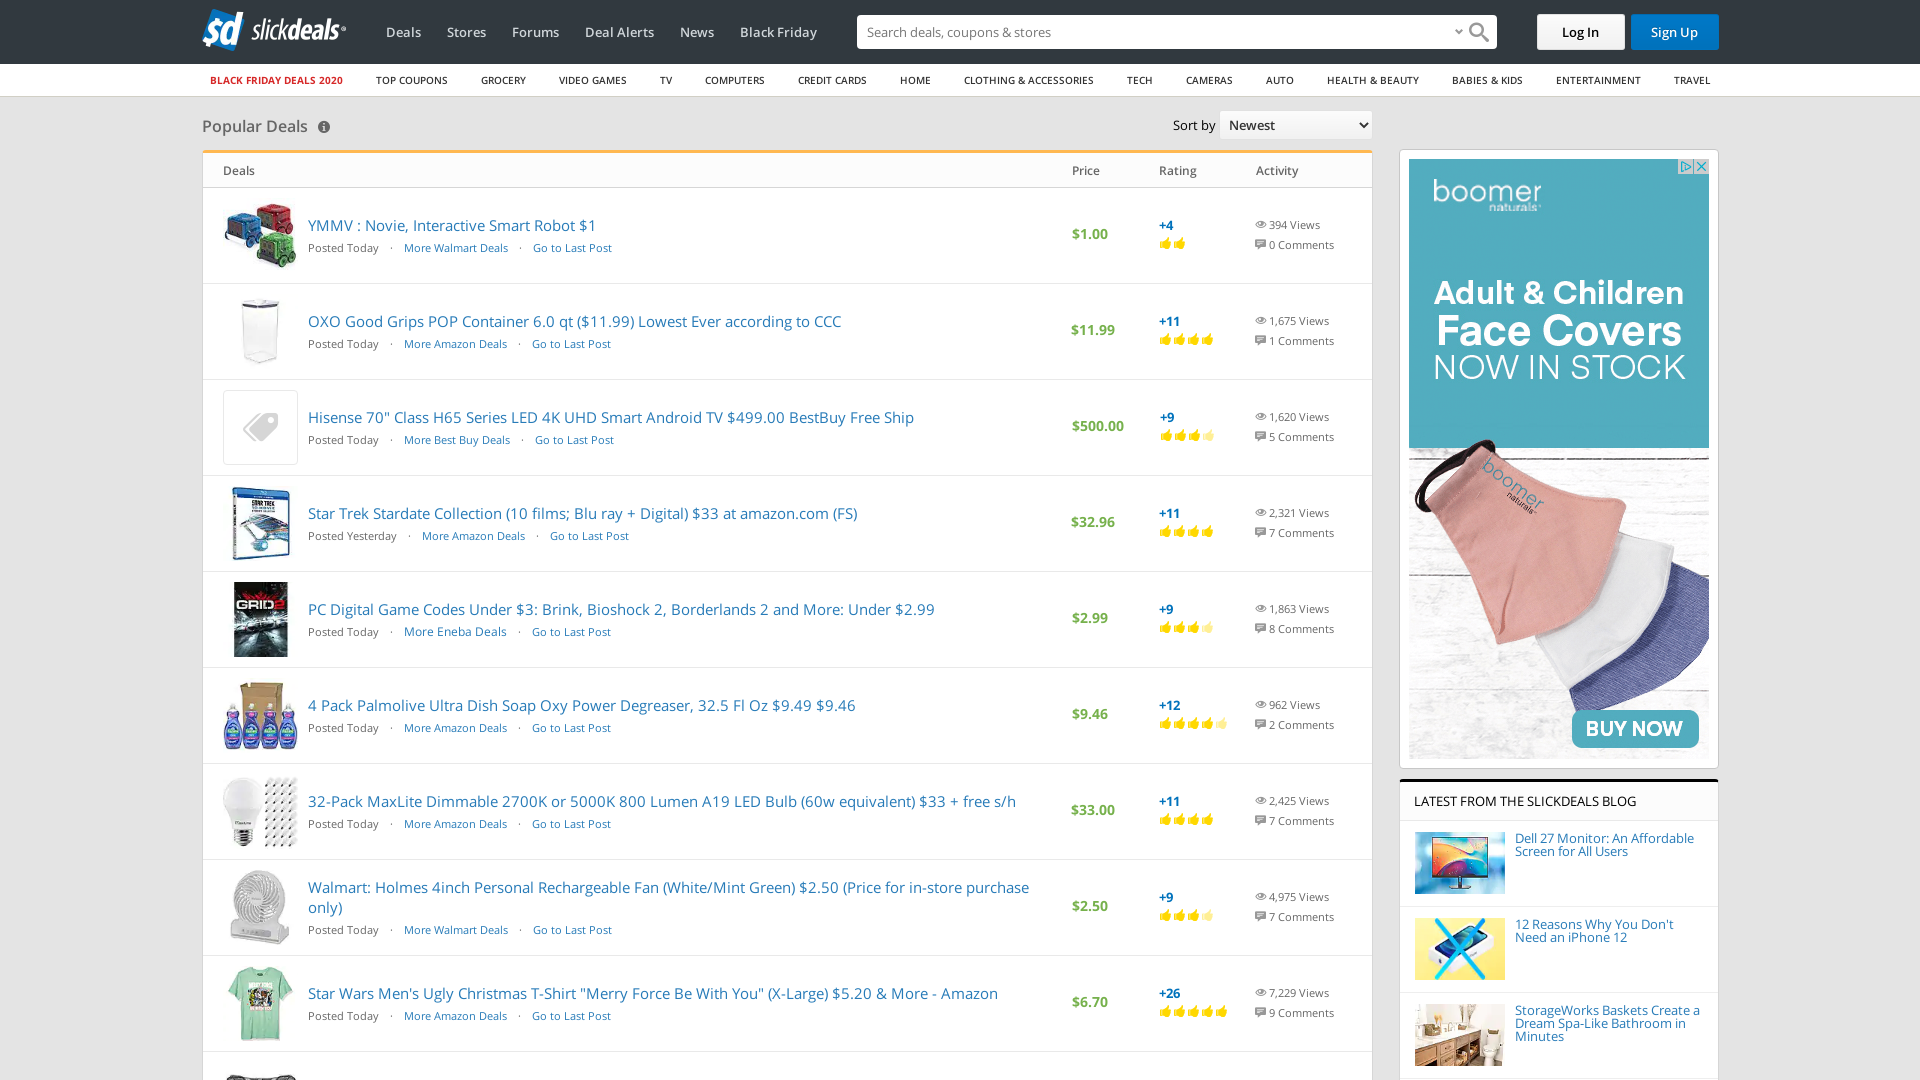 slickdeals
Deals
Stores
Forums
Deal Alerts
News
Black Friday
Search deals, coupons & stores
Log In
Sign Up
BLACK FRIDAY DEALS 2020
TOP COUPONS
GROCERY
VIDEO GAMES
TV
COMPUTERS
CREDIT CARDS
HOME
CLOTHING & ACCESSORIES
TECH
CAMERAS
AUTO
HEALTH & BEAUTY
BABIES & KIDS
ENTERTAINMENT
TRAVEL
Popular Deals
Sort by Newest
Deals Price Rating Activity
YMMV : Novie, Interactive Smart Robot $1
Posted Today · More Walmart Deals · Go to Last Post
$1.00
+4
394 Views
0 Comments
OXO Good Grips POP Container 6.0 qt ($11.99) Lowest Ever according to CCC
Posted Today · More Amazon Deals · Go to Last Post
$11.99
+11
1,675 Views
1 Comments
Hisense 70" Class H65 Series LED 4K UHD Smart Android TV $499.00 BestBuy Free Ship
Posted Today · More Best Buy Deals · Go to Last Post
$500.00
+9
1,620 Views
5 Comments
STAR TREK
Star Trek Stardate Collection (10 films; Blu ray + Digital) $33 at amazon.com (FS)
Posted Yesterday · More Amazon Deals · Go to Last Post
$32.96
+11
2,321 Views
7 Comments
GRID 2
PC Digital Game Codes Under $3: Brink, Bioshock 2, Borderlands 2 and More: Under $2.99
Posted Today · More Eneba Deals · Go to Last Post
$2.99
+9
1,863 Views
8 Comments
4 Pack Palmolive Ultra Dish Soap Oxy Power Degreaser, 32.5 Fl Oz $9.49 $9.46
Posted Today · More Amazon Deals · Go to Last Post
$9.46
+12
962 Views
2 Comments
32-Pack MaxLite Dimmable 2700K or 5000K 800 Lumen A19 LED Bulb (60w equivalent) $33 + free s/h
Posted Today · More Amazon Deals · Go to Last Post
$33.00
+11
2,425 Views
7 Comments
Walmart: Holmes 4inch Personal Rechargeable Fan (White/Mint Green) $2.50 (Price for in-store purchase
only)
Posted Today · More Walmart Deals · Go to Last Post
$2.50
+9
4,975 Views
7 Comments
Star Wars Men's Ugly Christmas T-Shirt "Merry Force Be With You" (X-Large) $5.20 & More - Amazon
Posted Today · More Amazon Deals · Go to Last Post
$6.70
+26
7,229 Views
9 Comments
boomer
naturals
Adult & Children
Face Covers
NOW IN STOCK
boomer
naturals
BUY NOW
LATEST FROM THE SLICKDEALS BLOG
Dell 27 Monitor: An Affordable
Screen for All Users
12 Reasons Why You Don't
Need an iPhone 12
StorageWorks Baskets Create a
Dream Spa-Like Bathroom in
Minutes